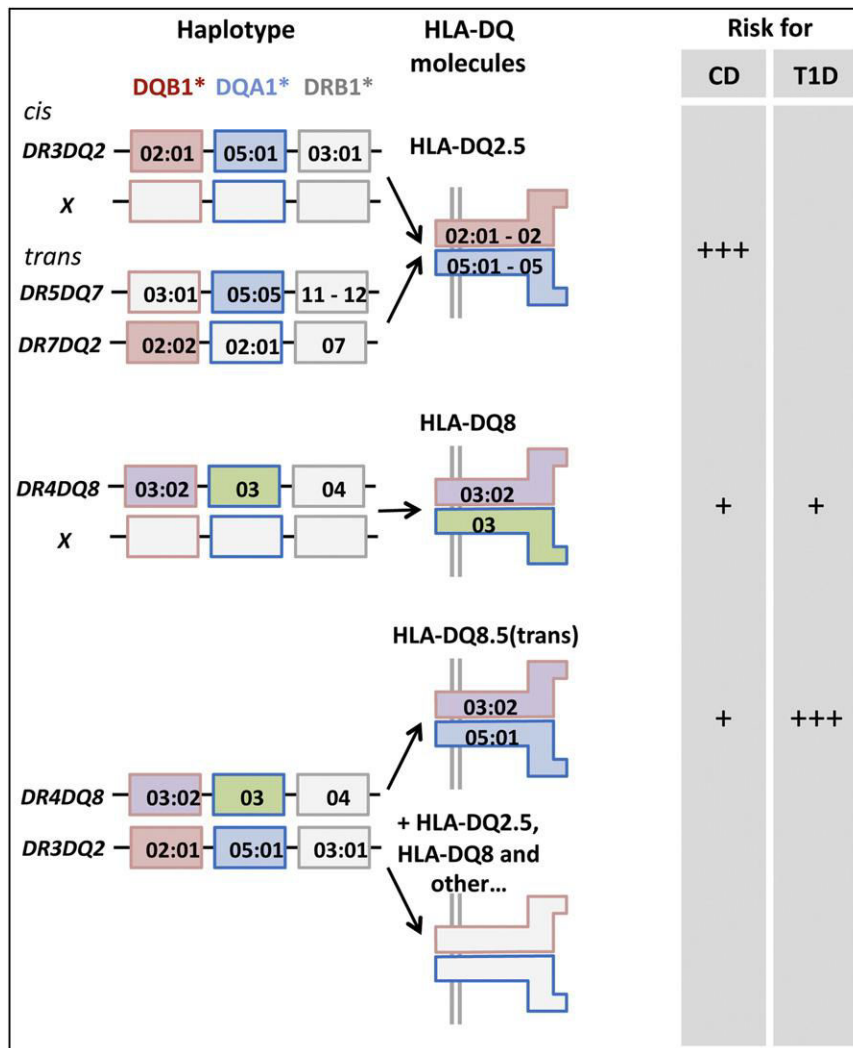 Haplotype
HLA-DQ
molecules
Risk for
DQB1* DQA1* DRB1*
CD T1D
cis
DR3DQ2 02:01 05:01 03:01
HLA-DQ2.5
X
02:01 - 02
05:01 - 05
+++
trans
DR5DQ7 03:01 05:05 11 - 12
DR7DQ2 02:02 02:01 07
HLA-DQ8
DR4DQ8 03:02 03 04
03:02
03
+ +
X
HLA-DQ8.5(trans)
03:02
05:01
+ +++
DR4DQ8 03:02 03 04
DR3DQ2 02:01 05:01 03:01
+ HLA-DQ2.5,
HLA-DQ8 and
other...